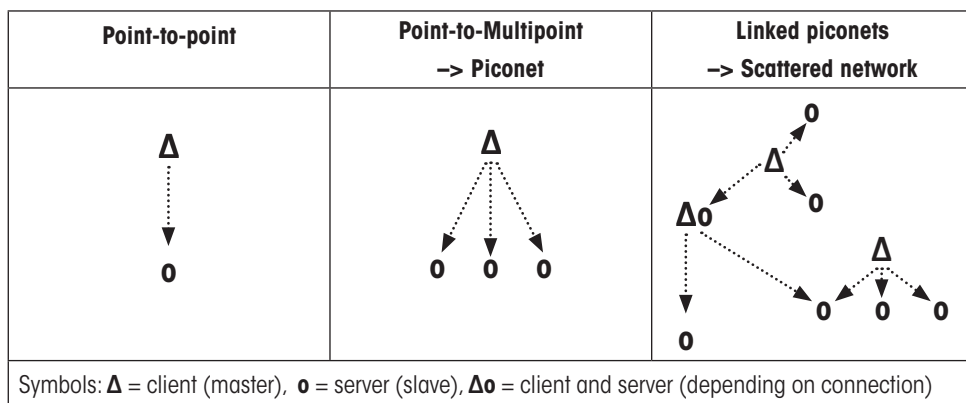 Point-to-point
Point-to-Multipoint
–> Piconet
Linked piconets
–> Scattered network
Δ
o
Δ
o o o
o
Δ
o
Δo
Δ
o o o
o
Symbols: Δ = client (master), o = server (slave), Δo = client and server (depending on connection)